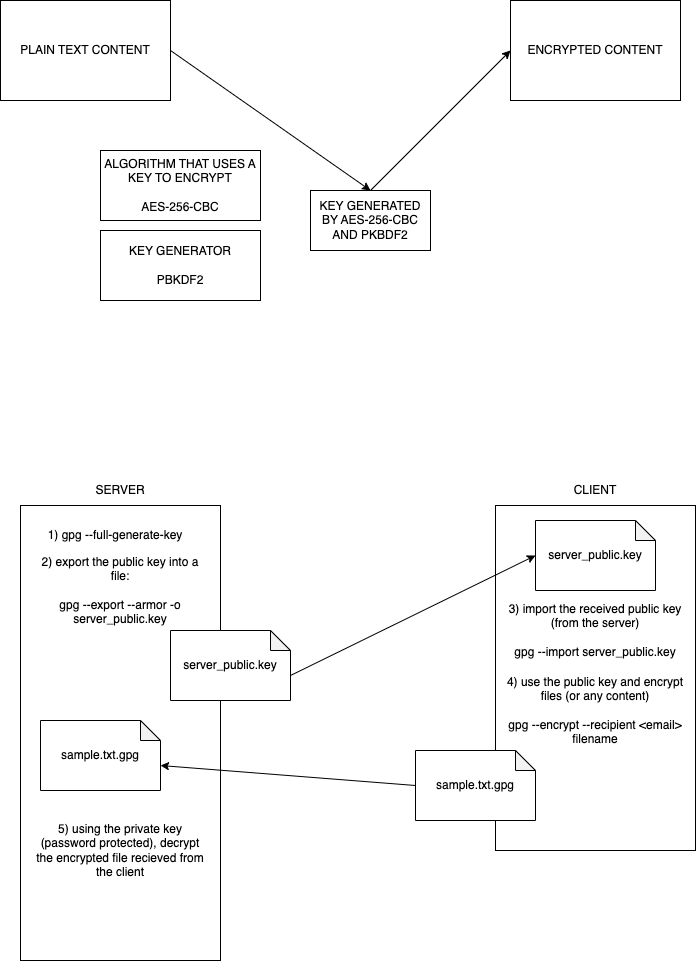 PLAIN TEXT CONTENT
ENCRYPTED CONTENT
ALGORITHM THAT USES A
KEY TO ENCRYPT
AES-256-CBC
KEY GENERATED
BY AES-256-CBC
AND PKBDF2
KEY GENERATOR
PBKDF2
SERVER
1) gpg --full-generate-key
2) export the public key into a
file:
gpg --export --armor -o
server_public.key
server_public.key
sample.txt.gpg
5) using the private key
(password protected), decrypt
the encrypted file recieved from
the client
CLIENT
server_public.key
3) import the received public key
(from the server)
gpg --import server_public.key
4) use the public key and encrypt
files (or any content)
gpg --encrypt --recipient <email>
filename
sample.txt.gpg